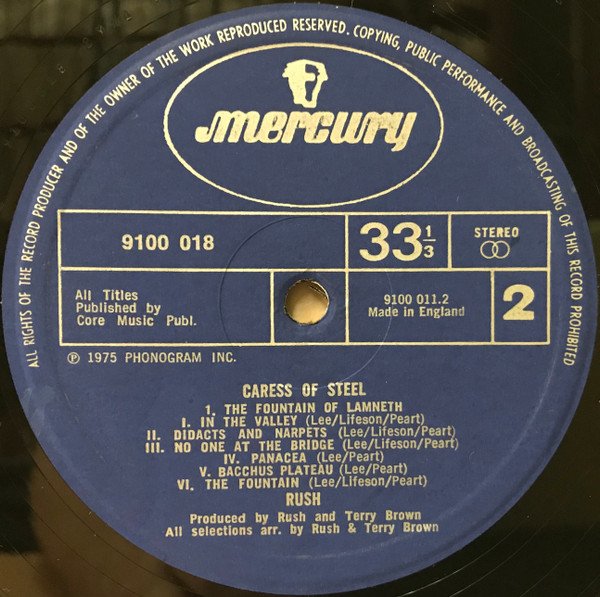 ALL RIGHTS OF THE RECORD PRODUCER AND OF THE OWNER OF THE WORK REPRODUCED RESERVED. COPYING, PUBLIC PERFORMANCE AND BROADCASTING OF THIS RECORD PROHIBITED
mercury
9100 018
33 1/3
STEREO
All Titles
Published by
Core Music Publ.
9100 011.2
Made in England
2
℗ 1975 PHONOGRAM INC.
CARESS OF STEEL
1. THE FOUNTAIN OF LAMNETH
I. IN THE VALLEY (Lee/Lifeson/Peart)
II. DIDACTS AND NARPETS (Lee/Lifeson/Peart)
III. NO ONE AT THE BRIDGE (Lee/Lifeson/Peart)
IV. PANACEA (Lee/Peart)
V. BACCHUS PLATEAU (Lee/Peart)
VI. THE FOUNTAIN (Lee/Lifeson/Peart)
RUSH
Produced by Rush and Terry Brown
All selections arr. by Rush & Terry Brown